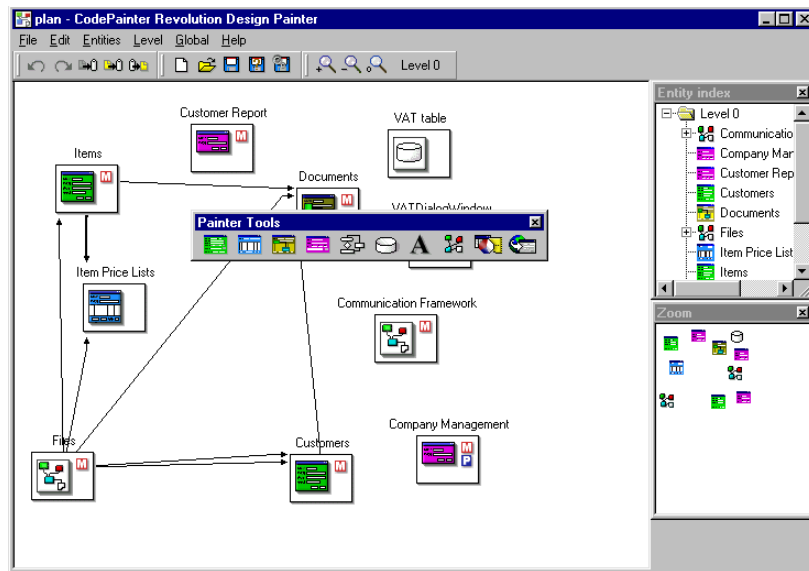 plan - CodePainter Revolution Design Painter
File Edit Entities Level Global Help
Level 0
Customer Report
M
VAT table
Items
M
Documents
M
VATDialogWindow
Painter Tools
A
Item Price Lists
Communication Framework
M
Company Management
M
P
Files
M
Customers
M
Entity index
Level 0
Communicatio
Company Mar
Customer Rep
Customers
Documents
Files
Item Price List
Items
Zoom